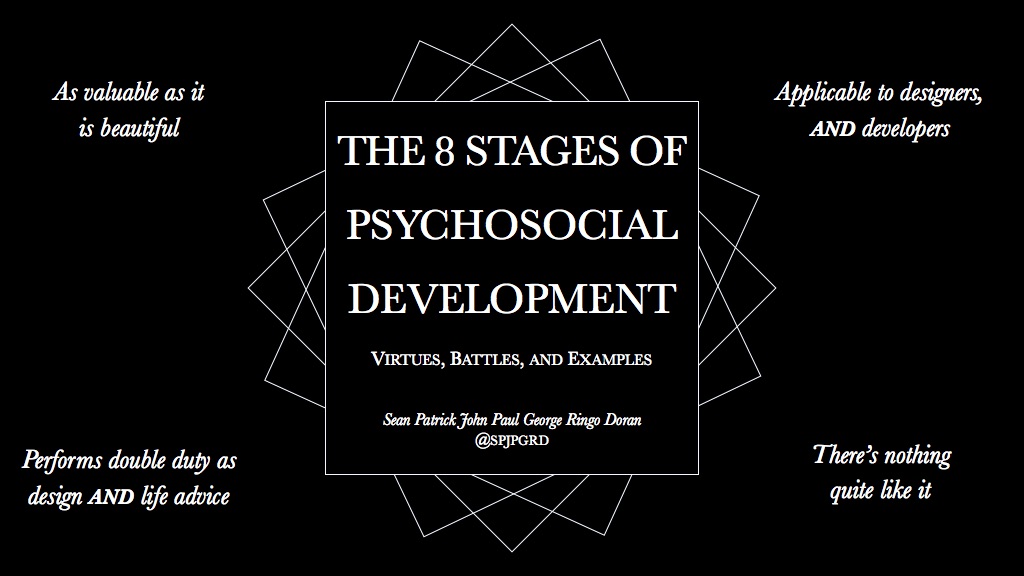 As valuable as it
is beautiful
Applicable to designers,
AND developers
THE 8 STAGES OF
PSYCHOSOCIAL
DEVELOPMENT
VIRTUES, BATTLES, AND EXAMPLES
Sean Patrick John Paul George Ringo Doran
@SPJPGRD
Performs double duty as
design AND life advice
There's nothing
quite like it